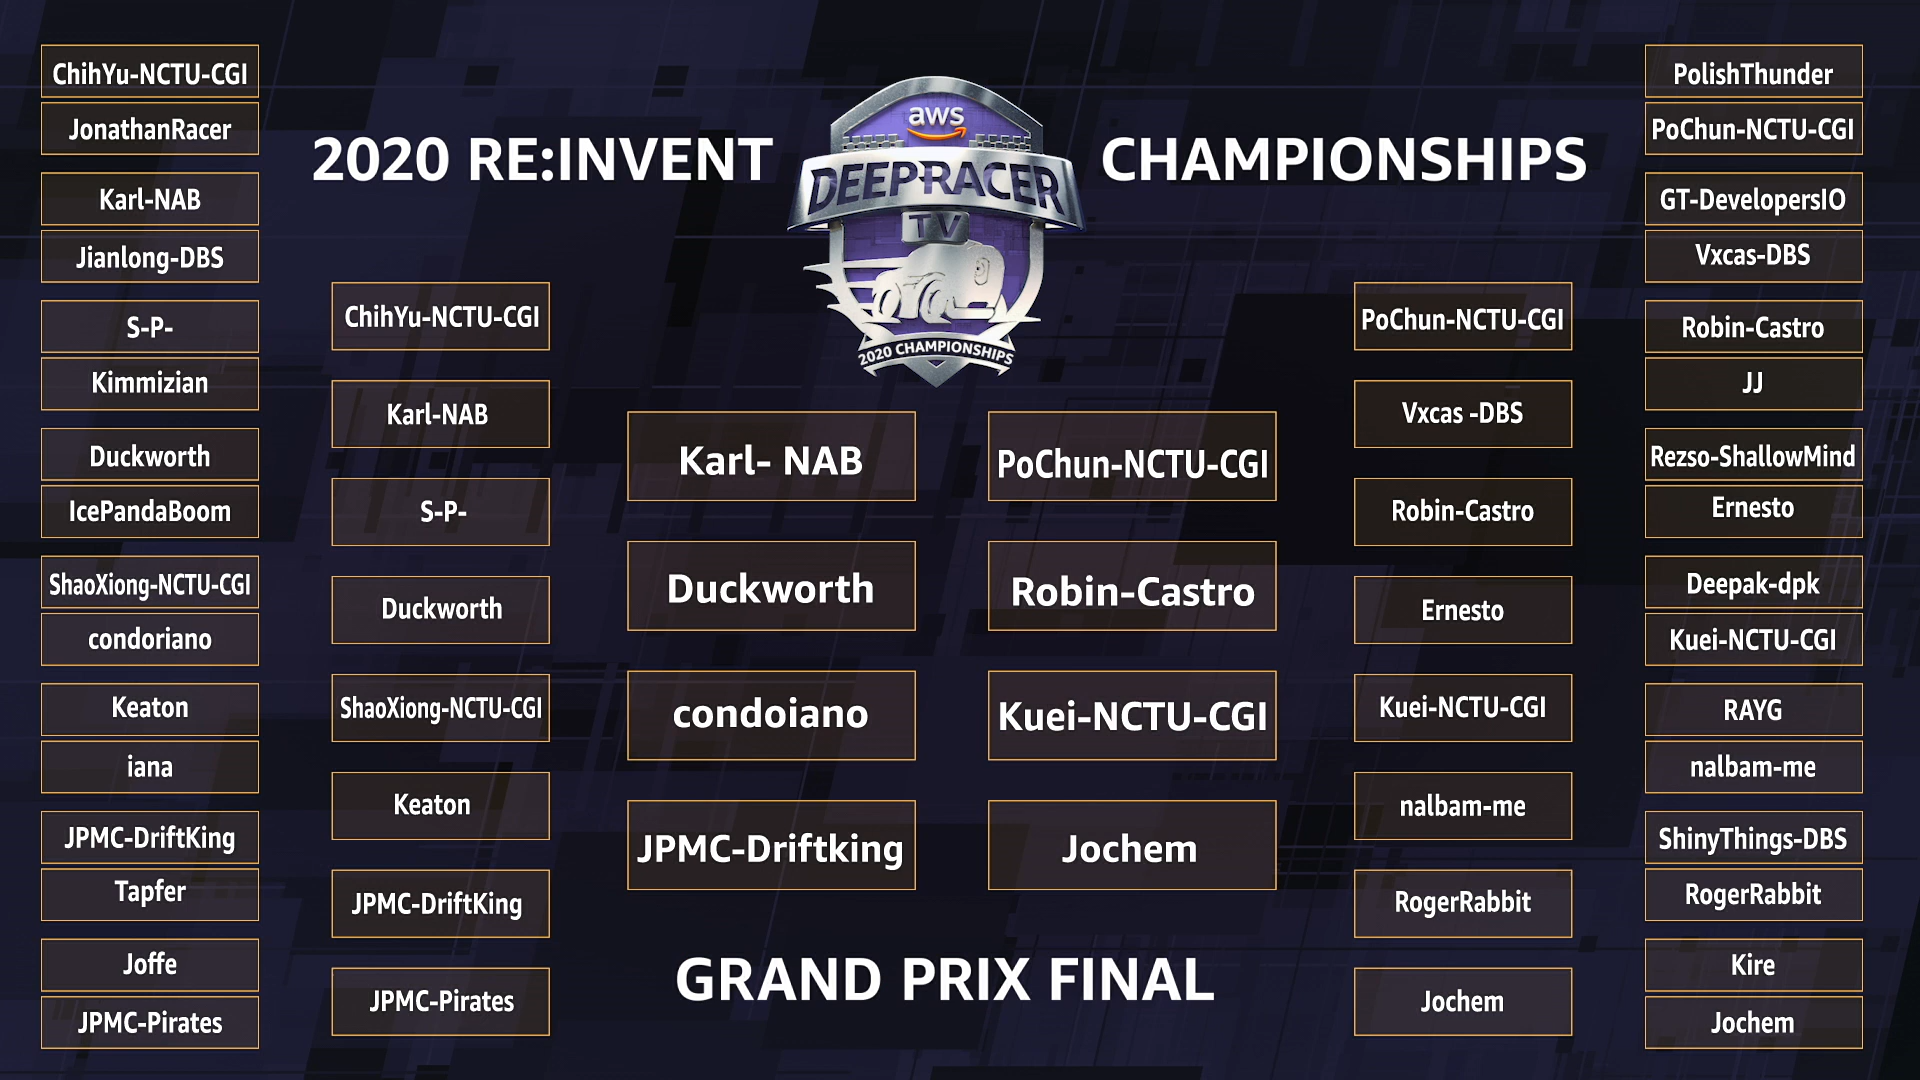 2020 RE:INVENT
aws
DEEPRACER
TV
2020 CHAMPIONSHIPS
CHAMPIONSHIPS
ChihYu-NCTU-CGI
JonathanRacer
Karl-NAB
Jianlong-DBS
S-P-
Kimmizian
Duckworth
IcePandaBoom
ShaoXiong-NCTU-CGI
condoriano
Keaton
iana
JPMC-DriftKing
Tapfer
Joffe
JPMC-Pirates
ChihYu-NCTU-CGI
Karl-NAB
S-P-
Duckworth
ShaoXiong-NCTU-CGI
Keaton
JPMC-DriftKing
JPMC-Pirates
Karl- NAB
Duckworth
condoiano
JPMC-Driftking
PoChun-NCTU-CGI
Robin-Castro
Kuei-NCTU-CGI
Jochem
PoChun-NCTU-CGI
Vxcas -DBS
Robin-Castro
Ernesto
Kuei-NCTU-CGI
nalbam-me
RogerRabbit
Jochem
PolishThunder
PoChun-NCTU-CGI
GT-DevelopersIO
Vxcas-DBS
Robin-Castro
JJ
Rezso-ShallowMind
Ernesto
Deepak-dpk
Kuei-NCTU-CGI
RAYG
nalbam-me
ShinyThings-DBS
RogerRabbit
Kire
Jochem
GRAND PRIX FINAL